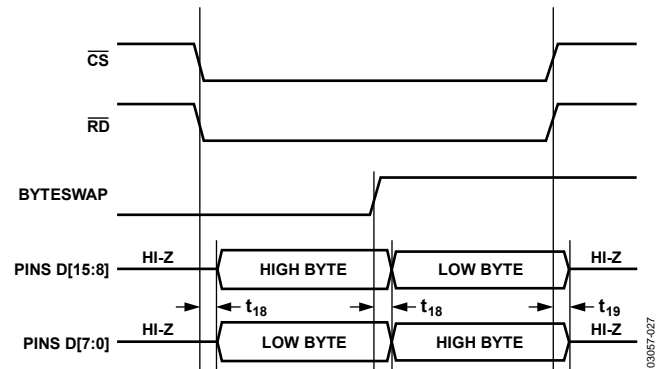 CS
RD
BYTESWAP
PINS D[15:8] HI-Z HIGH BYTE LOW BYTE HI-Z
t18 t18 t19
PINS D[7:0] HI-Z LOW BYTE HIGH BYTE HI-Z
03057-027